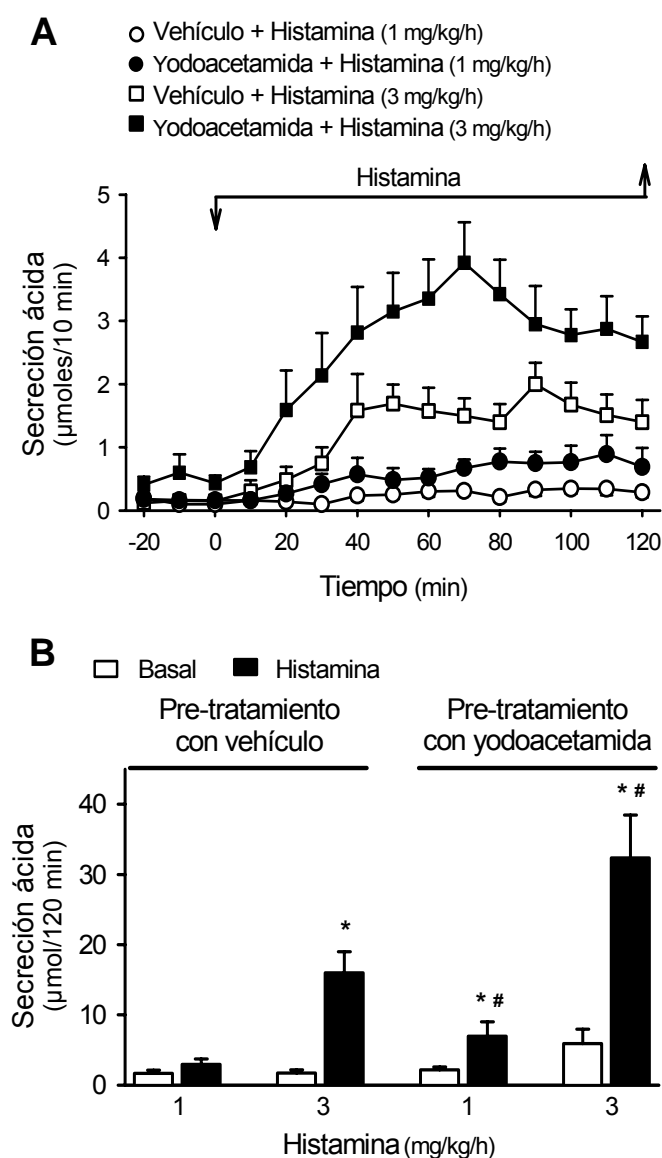 A
Vehículo + Histamina (1 mg/kg/h)
Yodoacetamida + Histamina (1 mg/kg/h)
Vehículo + Histamina (3 mg/kg/h)
Yodoacetamida + Histamina (3 mg/kg/h)
Histamina
Secreción ácida
(µmoles/10 min)
5
4
3
2
1
0
-20 0 20 40 60 80 100 120
Tiempo (min)
B
Basal Histamina
Pre-tratamiento
con vehículo
Pre-tratamiento
con yodoacetamida
Secreción ácida
(µmol/120 min)
40
30
20
10
0
*
* #
* #
1 3 1 3
Histamina (mg/kg/h)